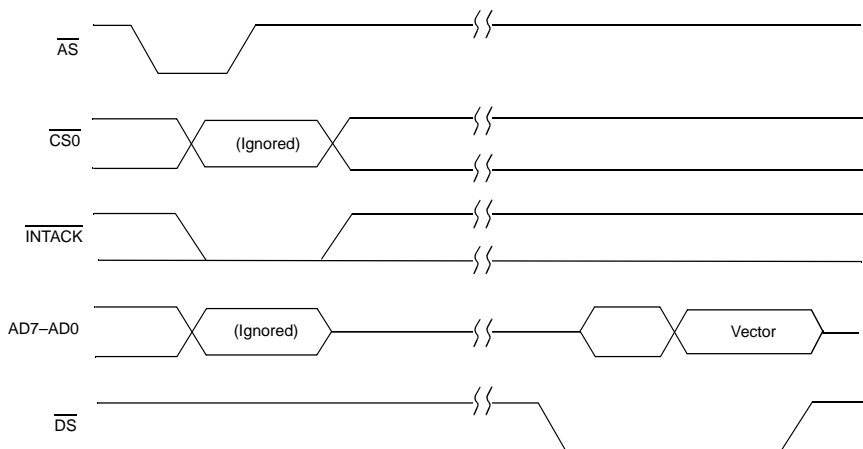 AS
CS0
(Ignored)
INTACK
AD7–AD0
(Ignored)
Vector
DS